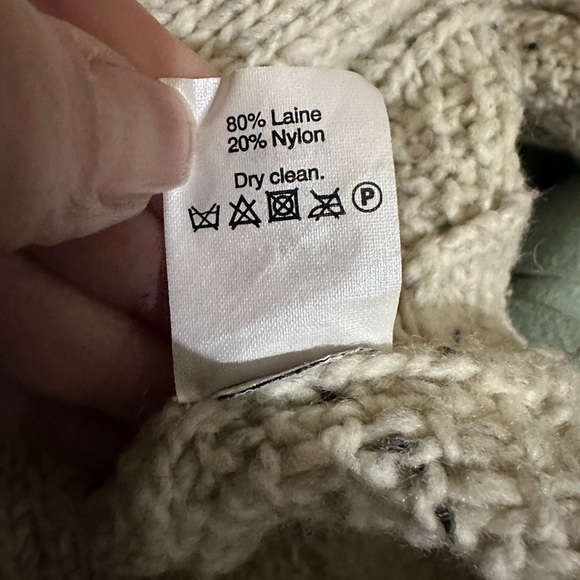 80% Laine
20% Nylon
Dry clean.
P